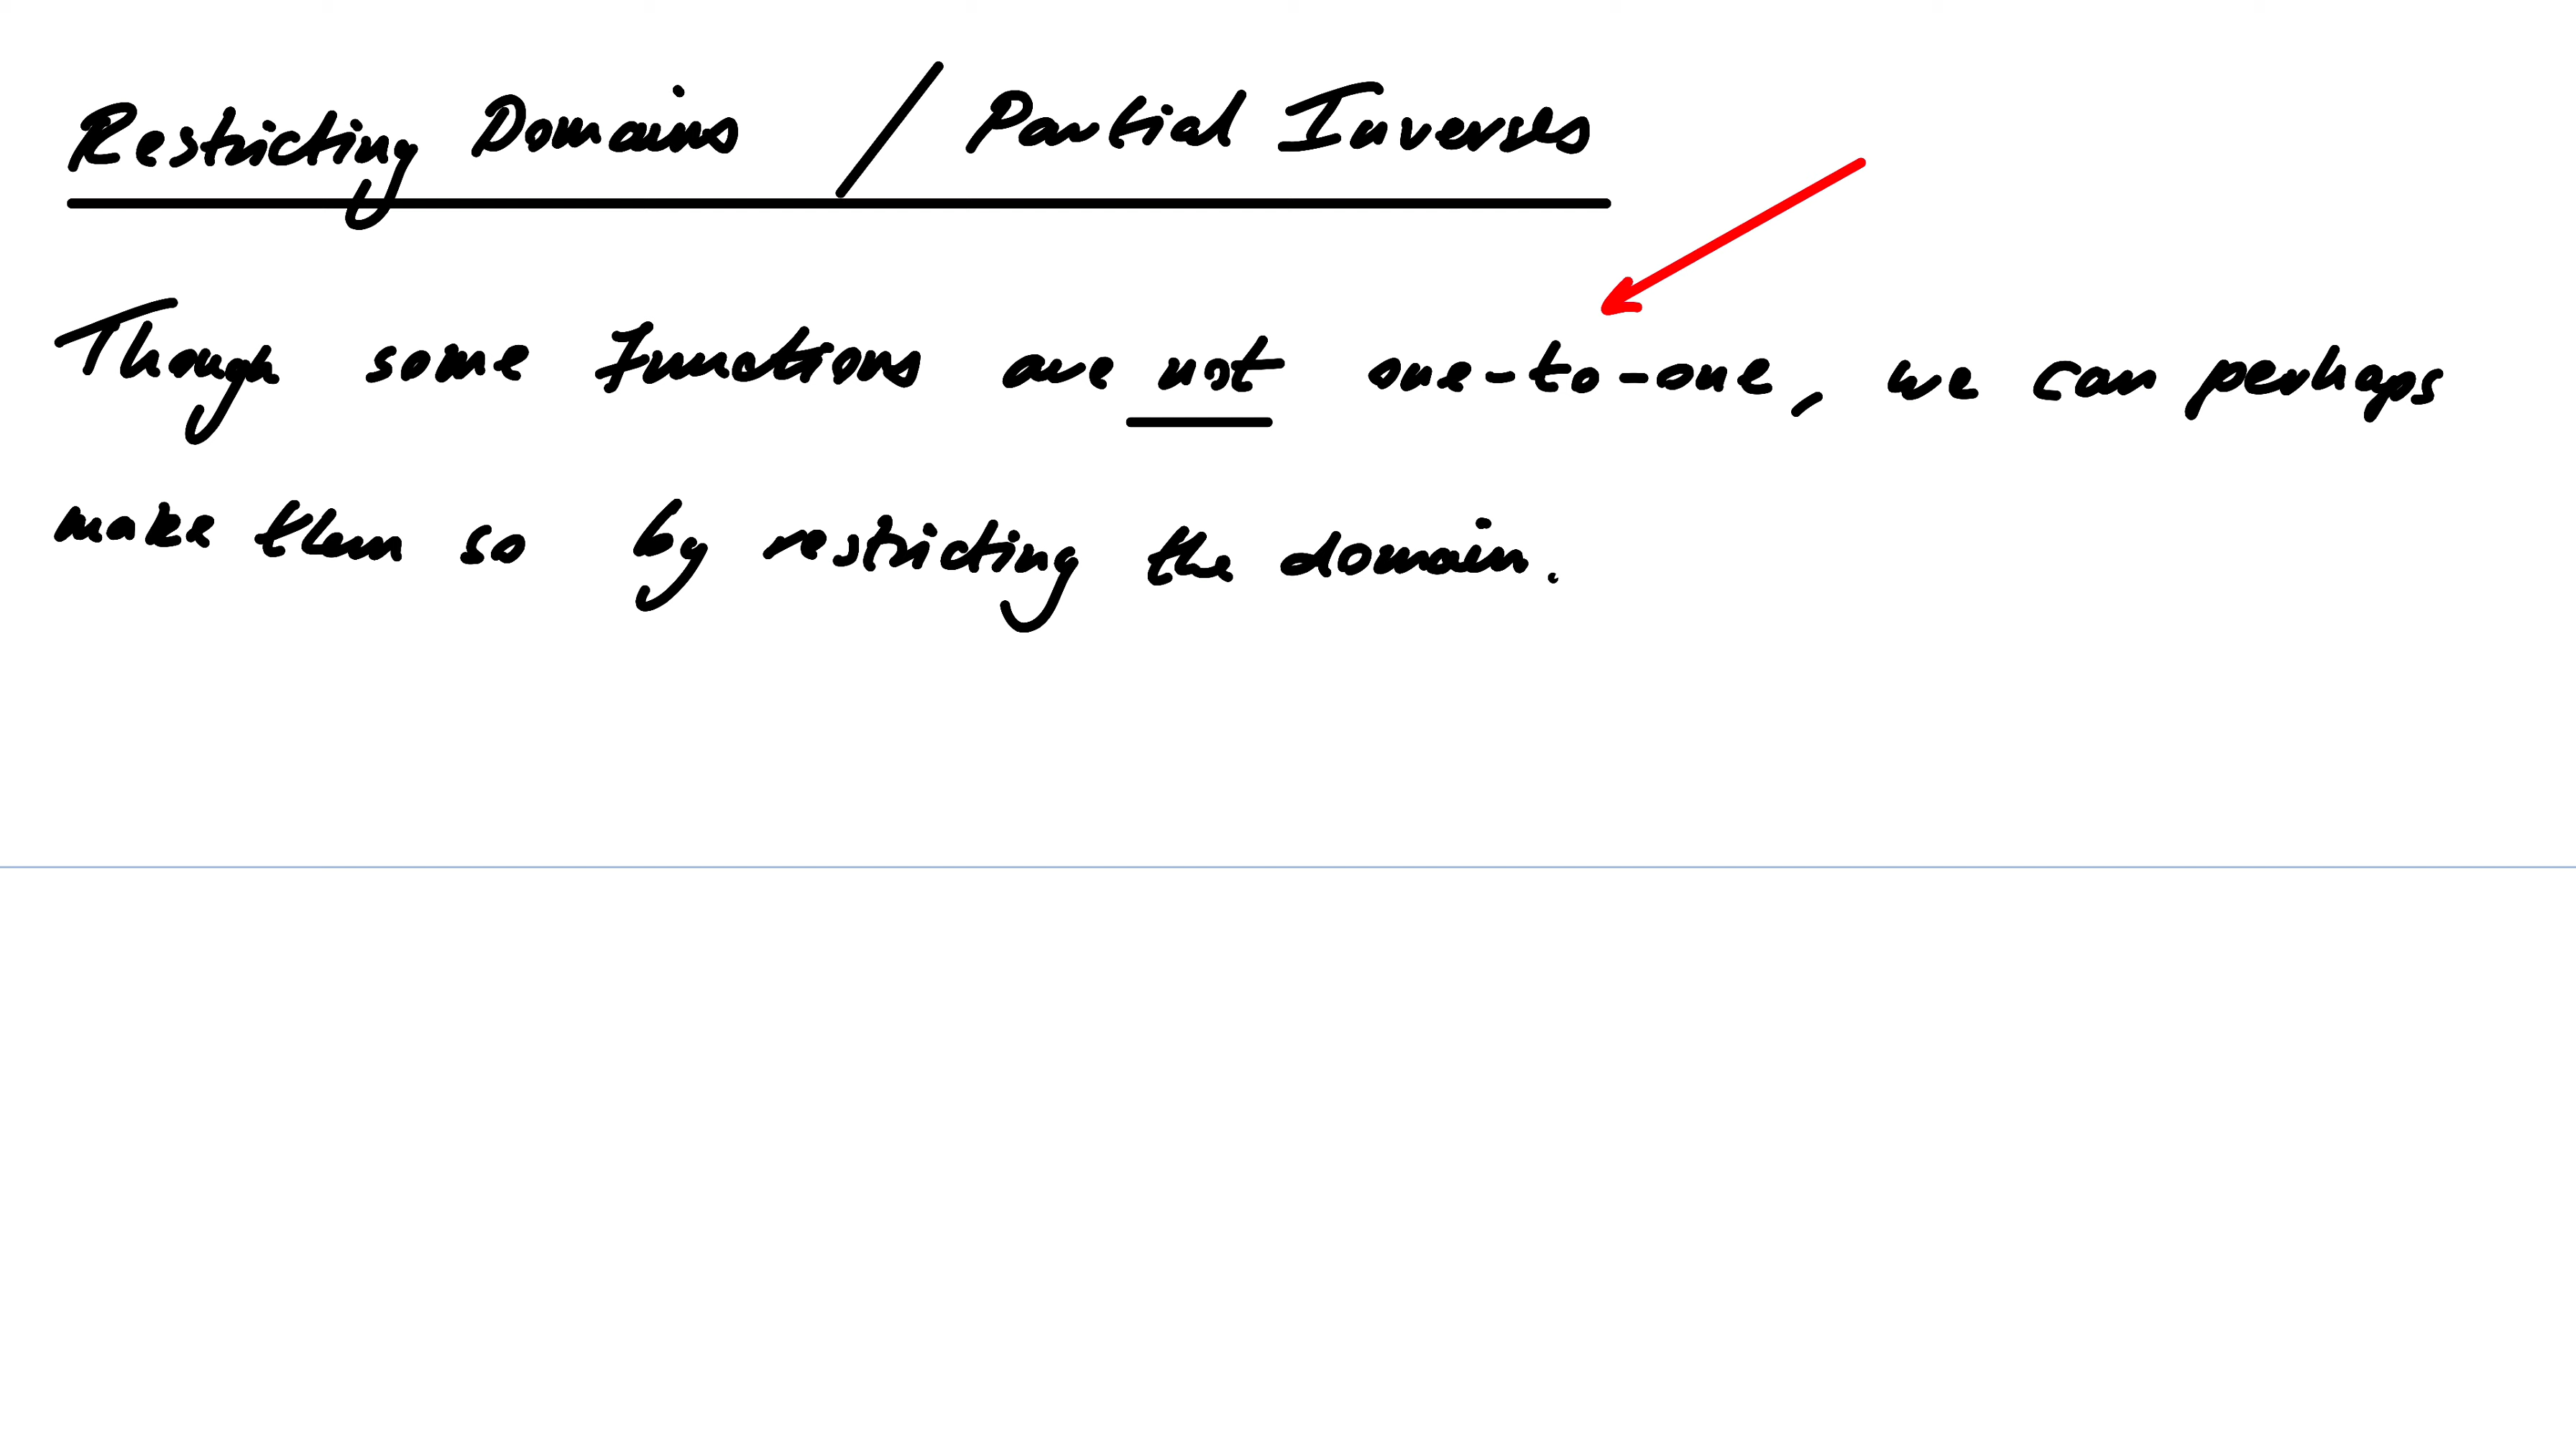 Restricting Domains / Partial Inverses
Though some functions are not one-to-one, we can perhaps
make them so by restricting the domain.